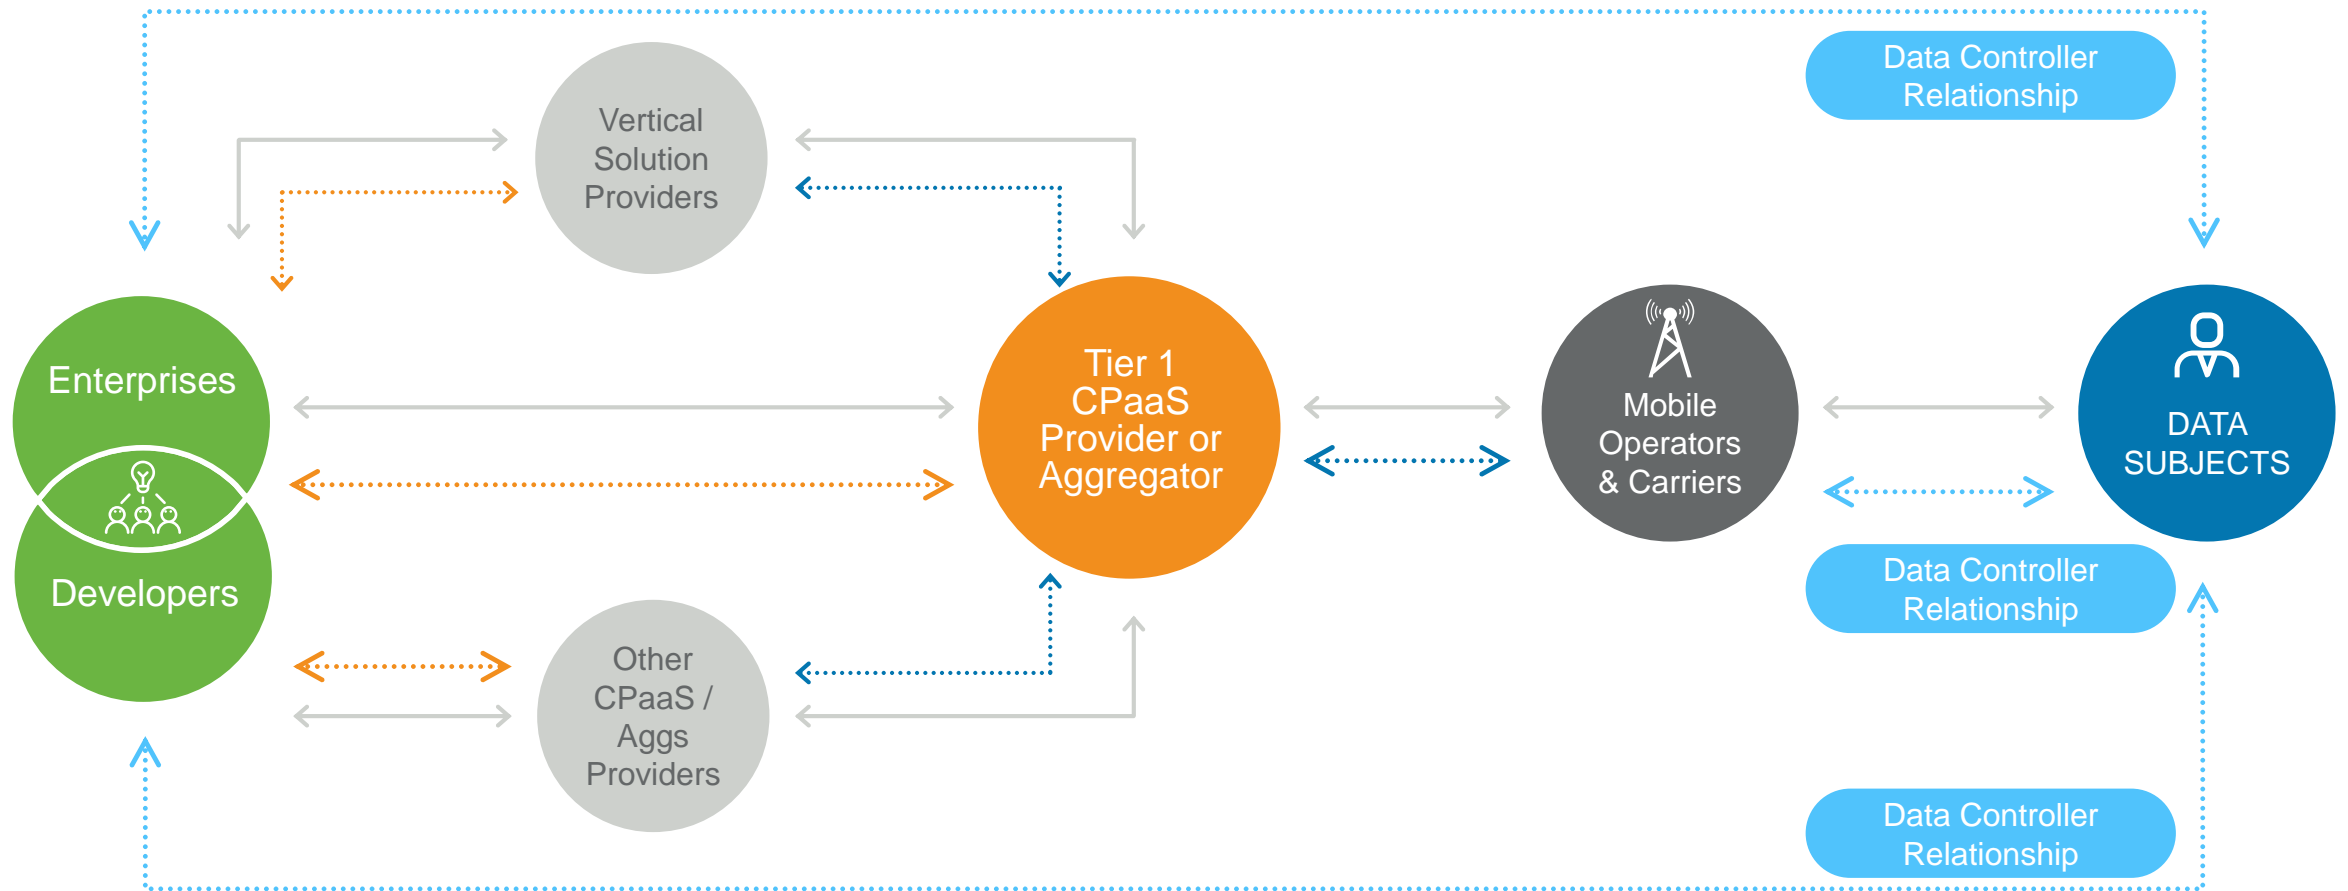 Data Controller
Relationship
Vertical
Solution
Providers
Enterprises
Developers
Tier 1
CPaaS
Provider or
Aggregator
Mobile
Operators
& Carriers
DATA
SUBJECTS
Data Controller
Relationship
Other
CPaaS /
Aggs
Providers
Data Controller
Relationship